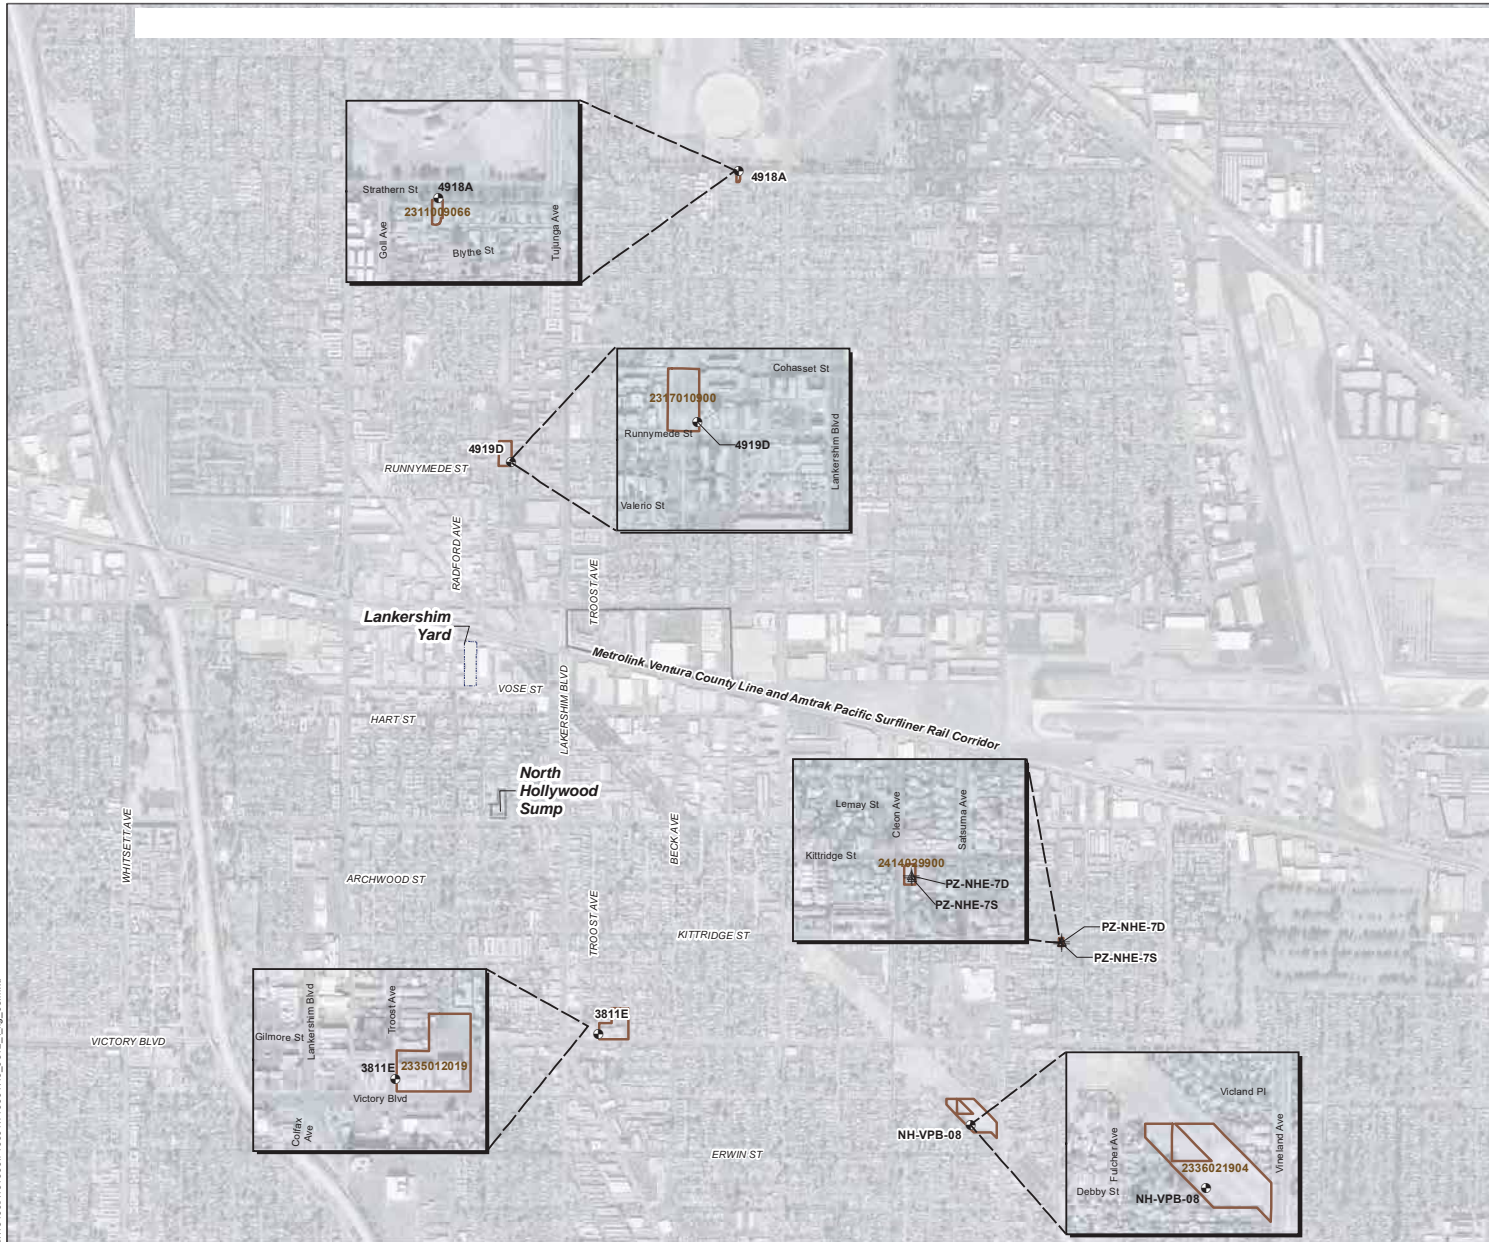 Strathern St
4918A
2311009066
Goll Ave
Blythe St
Tujunga Ave
4918A
Cohasset St
2317010900
Runnymede St
4919D
Lankershim Blvd
Valerio St
4919D
RUNNYMEDE ST
RADFORD AVE
TROOST AVE
Lankershim
Yard
Metrolink Ventura County Line and Amtrak Pacific Surfliner Rail Corridor
VOSE ST
HART ST
LAKERSHIM BLVD
North
Hollywood
Sump
WHITSETT AVE
BECK AVE
ARCHWOOD ST
TROOST AVE
KITTRIDGE ST
Lemay St
Cleon Ave
Satsuma Ave
Kittridge St
2414029900
PZ-NHE-7D
PZ-NHE-7S
PZ-NHE-7D
PZ-NHE-7S
VICTORY BLVD
Gilmore St
Lankershim Blvd
Troost Ave
3811E
2335012019
Victory Blvd
Colfax
Ave
3811E
NH-VPB-08
ERWIN ST
Vicland Pl
Fulcher Ave
Vineland Ave
2336021904
Debby St
NH-VPB-08